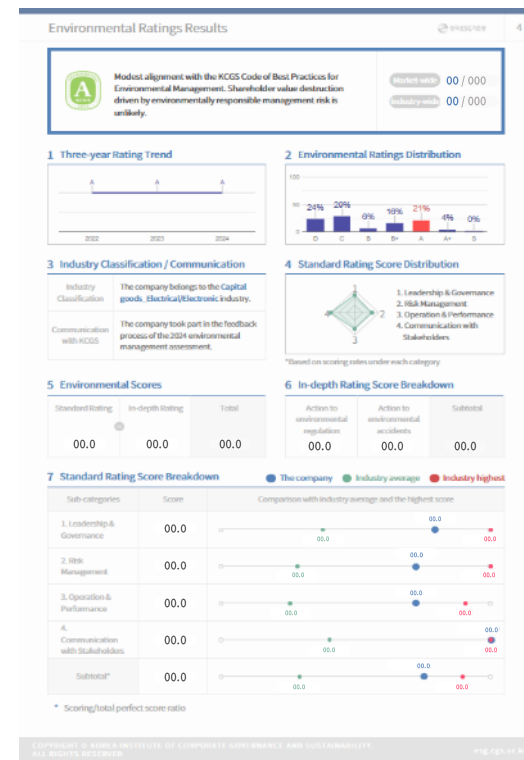 Environmental Ratings Results
4
A
Modest alignment with the KCGS Code of Best Practices for
Environmental Management. Shareholder value destruction
driven by environmentally responsible management risk is
unlikely.
Market-wide 00 / 000
Industry-wide 00 / 000
1 Three-year Rating Trend
A A A
2022 2023 2024
2 Environmental Ratings Distribution
100
50
0
24% 29% 6% 16% 21% 4% 0%
D C B B+ A A+ S
3 Industry Classification / Communication
Industry
Classification
The company belongs to the Capital
goods_Electrical/Electronic industry.
Communication
with KCGS
The company took part in the feedback
process of the 2024 environmental
management assessment.
4 Standard Rating Score Distribution
1
2
3
4
1. Leadership & Governance
2. Risk Management
3. Operation & Performance
4. Communication with
Stakeholders
*Based on scoring rates under each category
5 Environmental Scores
Standard Rating In-depth Rating Total
00.0 00.0 00.0
6 In-depth Rating Score Breakdown
Action to
environmental
regulation
Action to
environmental
accidents
Subtotal
00.0 00.0 00.0
7 Standard Rating Score Breakdown
The company Industry average Industry highest
Sub-categories Score Comparison with industry average and the highest score
1. Leadership &
Governance
00.0
00.0
00.0
00.0
2. Risk
Management
00.0
00.0
00.0
00.0
3. Operation &
Performance
00.0
00.0
00.0
00.0
4.
Communication
with Stakeholders
00.0
00.0
00.0
00.0
Subtotal*
00.0
00.0
00.0
00.0
* Scoring/total perfect score ratio
COPYRIGHT © KOREA INSTITUTE OF CORPORATE GOVERNANCE AND SUSTAINABILITY.
ALL RIGHTS RESERVED